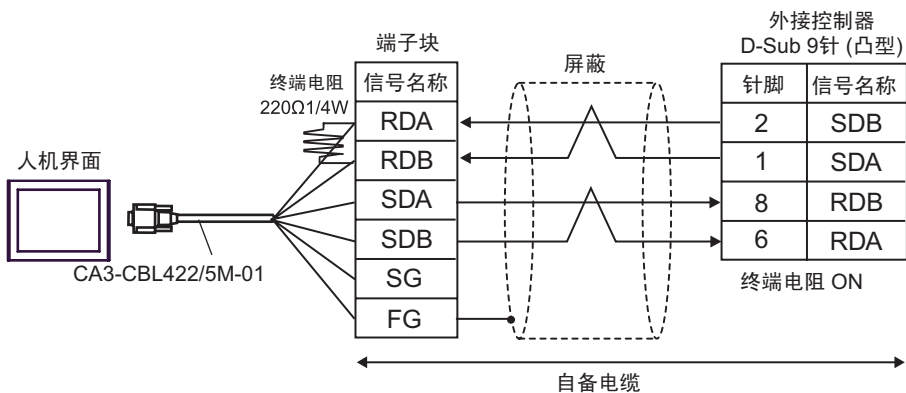 人机界面
CA3-CBL422/5M-01
终端电阻
220Ω1/4W
端子块
信号名称
RDA
RDB
SDA
SDB
SG
FG
屏蔽
外接控制器
D-Sub 9针 (凸型)
针脚 信号名称
2 SDB
1 SDA
8 RDB
6 RDA
终端电阻 ON
自备电缆